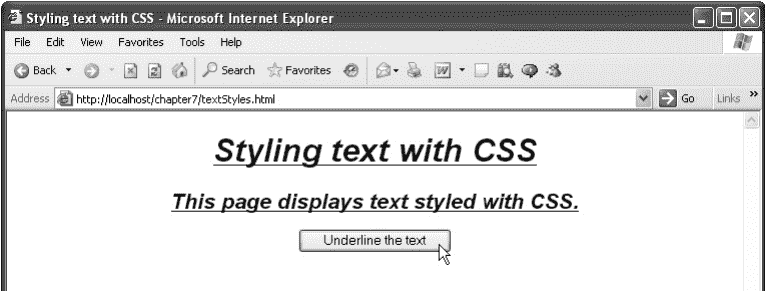 Styling text with CSS - Microsoft Internet Explorer
File Edit View Favorites Tools Help
Back Search Favorites W
Address http://localhost/chapter7/textStyles.html Go Links »
Styling text with CSS
This page displays text styled with CSS.
Underline the text